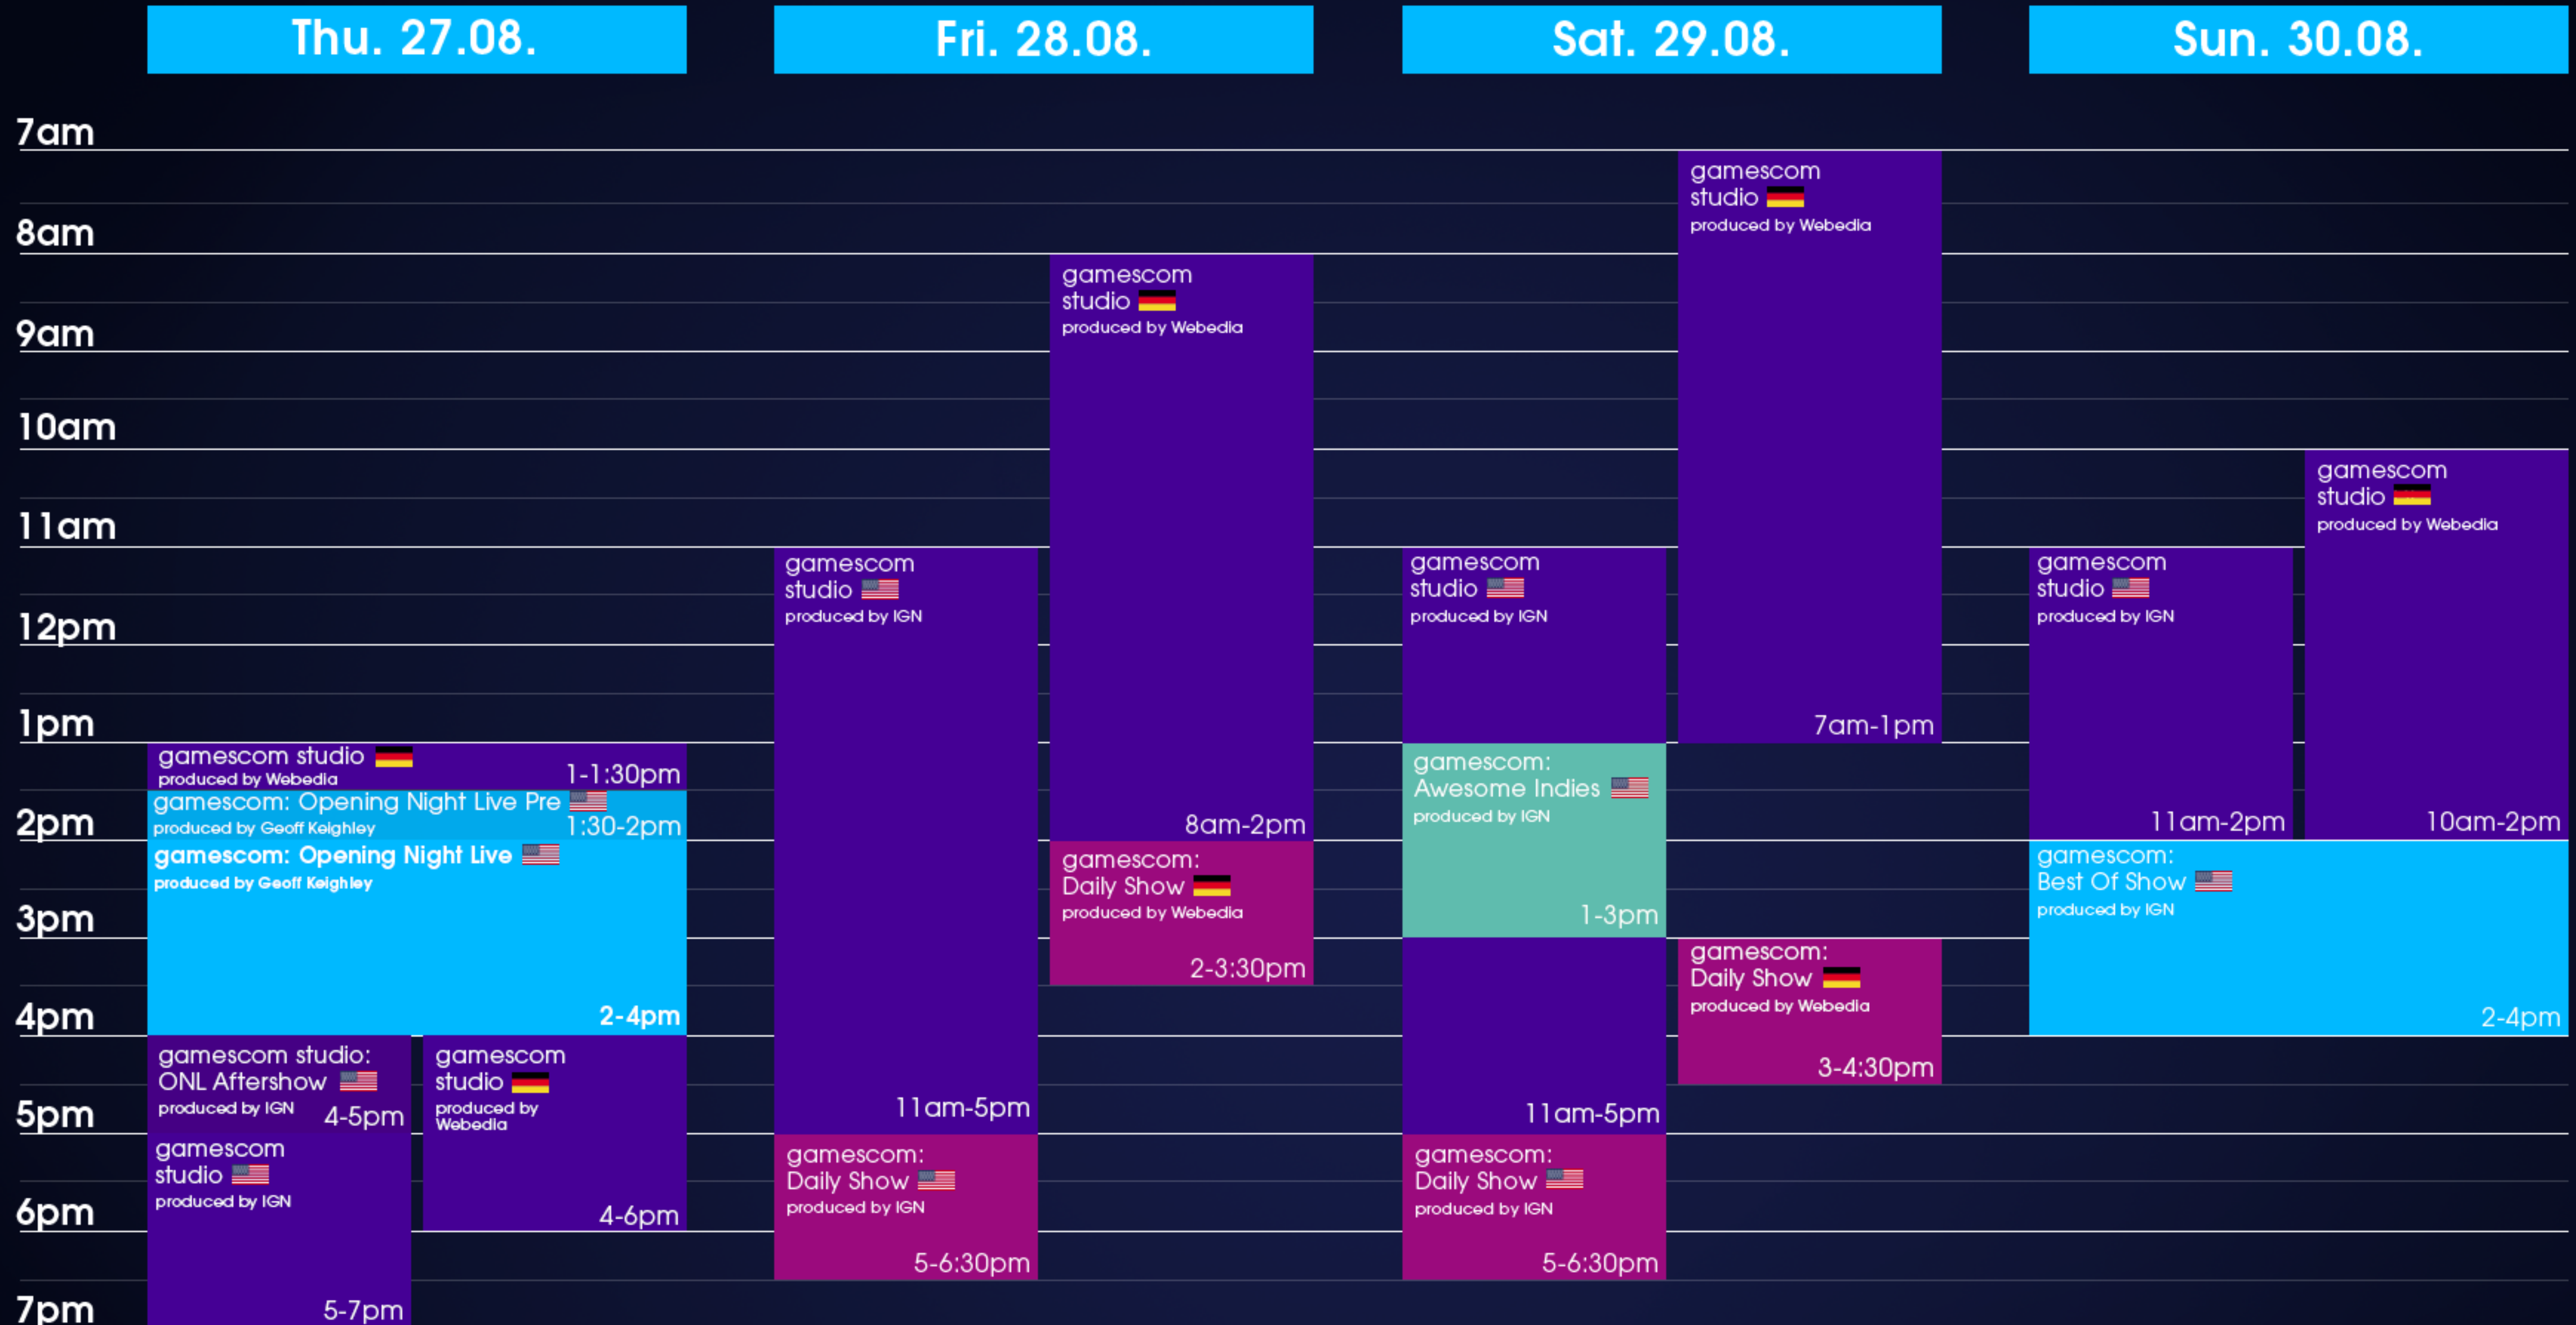 Thu. 27.08.
Fri. 28.08.
Sat. 29.08.
Sun. 30.08.
7am
8am
9am
10am
11am
12pm
1pm
2pm
3pm
4pm
5pm
6pm
7pm
gamescom studio
produced by Webedia
1-1:30pm
gamescom: Opening Night Live Pre
produced by Geoff Keighley
1:30-2pm
gamescom: Opening Night Live
produced by Geoff Keighley
2-4pm
gamescom studio:
ONL Aftershow
produced by IGN
4-5pm
gamescom
studio
produced by IGN
5-7pm
gamescom
studio
produced by
Webedia
4-6pm
gamescom
studio
produced by IGN
11am-5pm
gamescom:
Daily Show
produced by IGN
5-6:30pm
gamescom
studio
produced by Webedia
8am-2pm
gamescom:
Daily Show
produced by Webedia
2-3:30pm
gamescom
studio
produced by IGN
gamescom:
Awesome Indies
produced by IGN
1-3pm
11am-5pm
gamescom:
Daily Show
produced by IGN
5-6:30pm
gamescom
studio
produced by Webedia
7am-1pm
gamescom:
Daily Show
produced by Webedia
3-4:30pm
gamescom
studio
produced by IGN
11am-2pm
gamescom
studio
produced by Webedia
10am-2pm
gamescom:
Best Of Show
produced by IGN
2-4pm